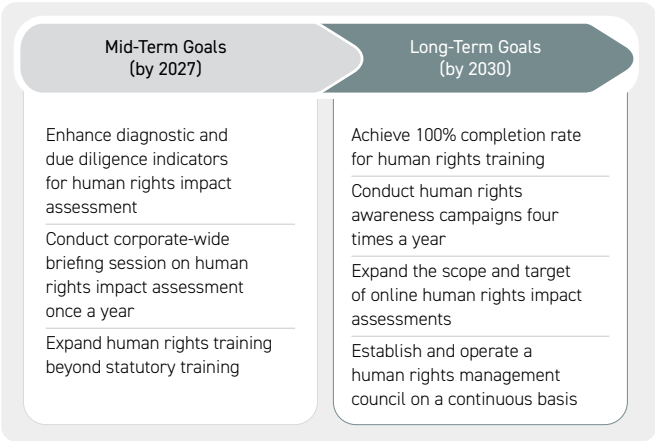 Mid-Term Goals
(by 2027)
Enhance diagnostic and
due diligence indicators
for human rights impact
assessment
Conduct corporate-wide
briefing session on human
rights impact assessment
once a year
Expand human rights training
beyond statutory training
Long-Term Goals
(by 2030)
Achieve 100% completion rate
for human rights training
Conduct human rights
awareness campaigns four
times a year
Expand the scope and target
of online human rights impact
assessments
Establish and operate a
human rights management
council on a continuous basis